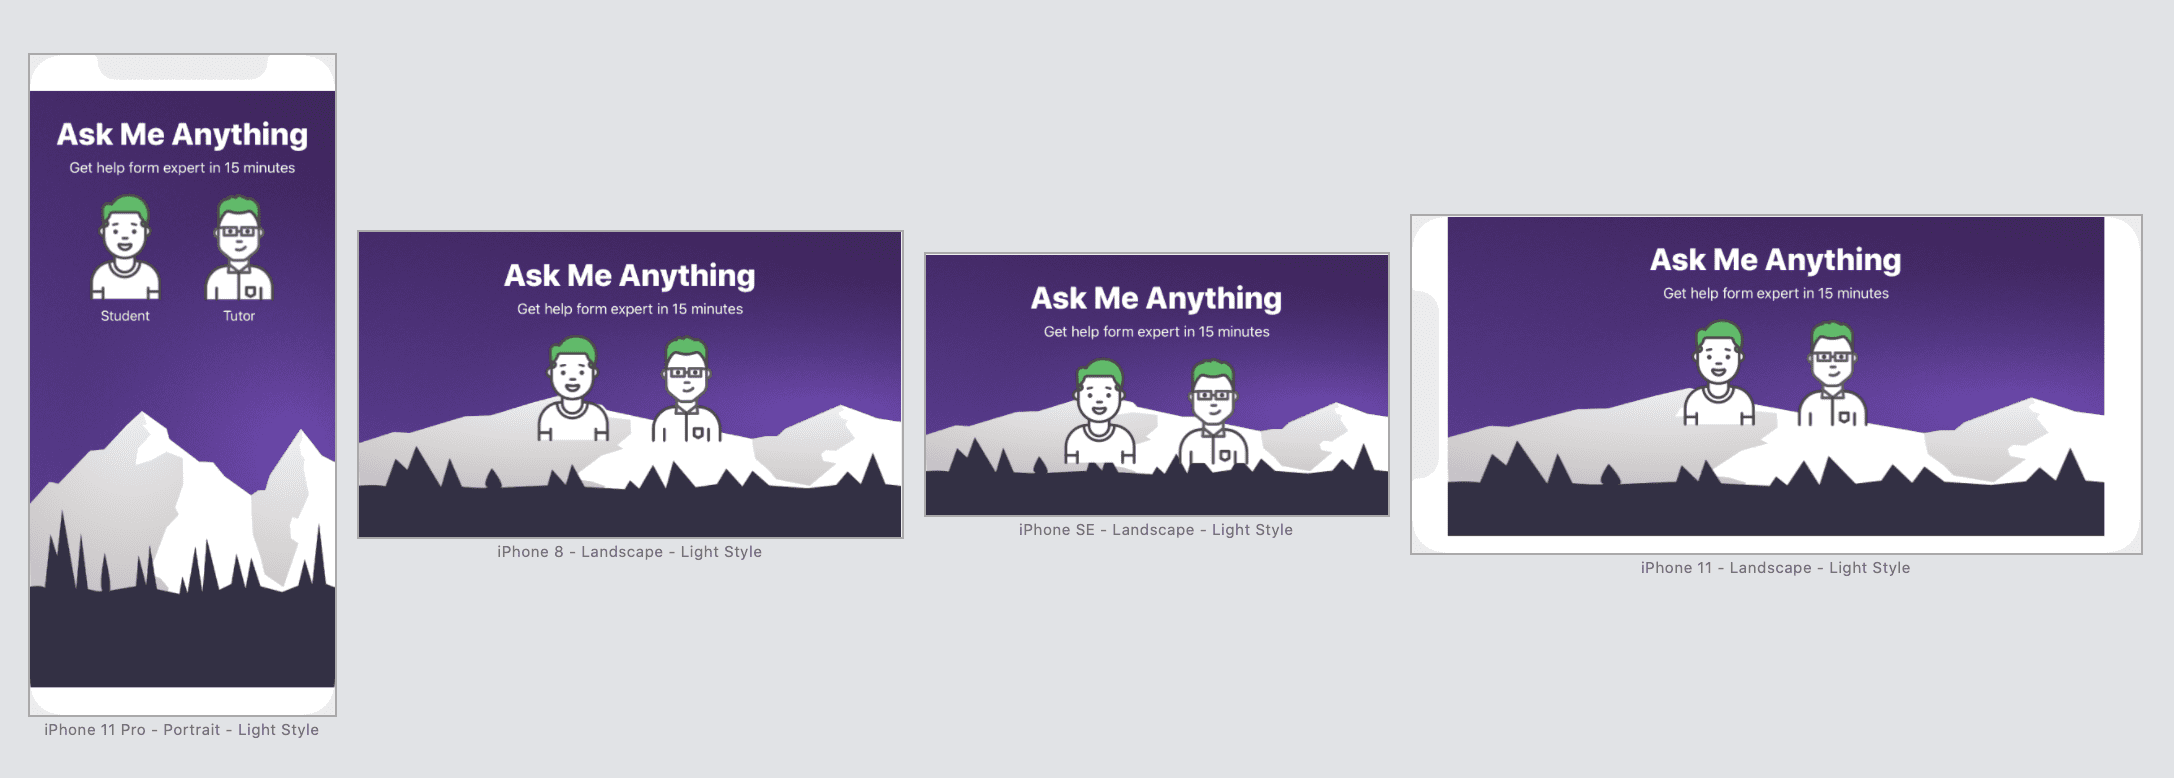 Ask Me Anything
Get help form expert in 15 minutes
Student
Tutor
iPhone 11 Pro - Portrait - Light Style
Ask Me Anything
Get help form expert in 15 minutes
iPhone 8 - Landscape - Light Style
Ask Me Anything
Get help form expert in 15 minutes
iPhone SE - Landscape - Light Style
Ask Me Anything
Get help form expert in 15 minutes
iPhone 11 - Landscape - Light Style